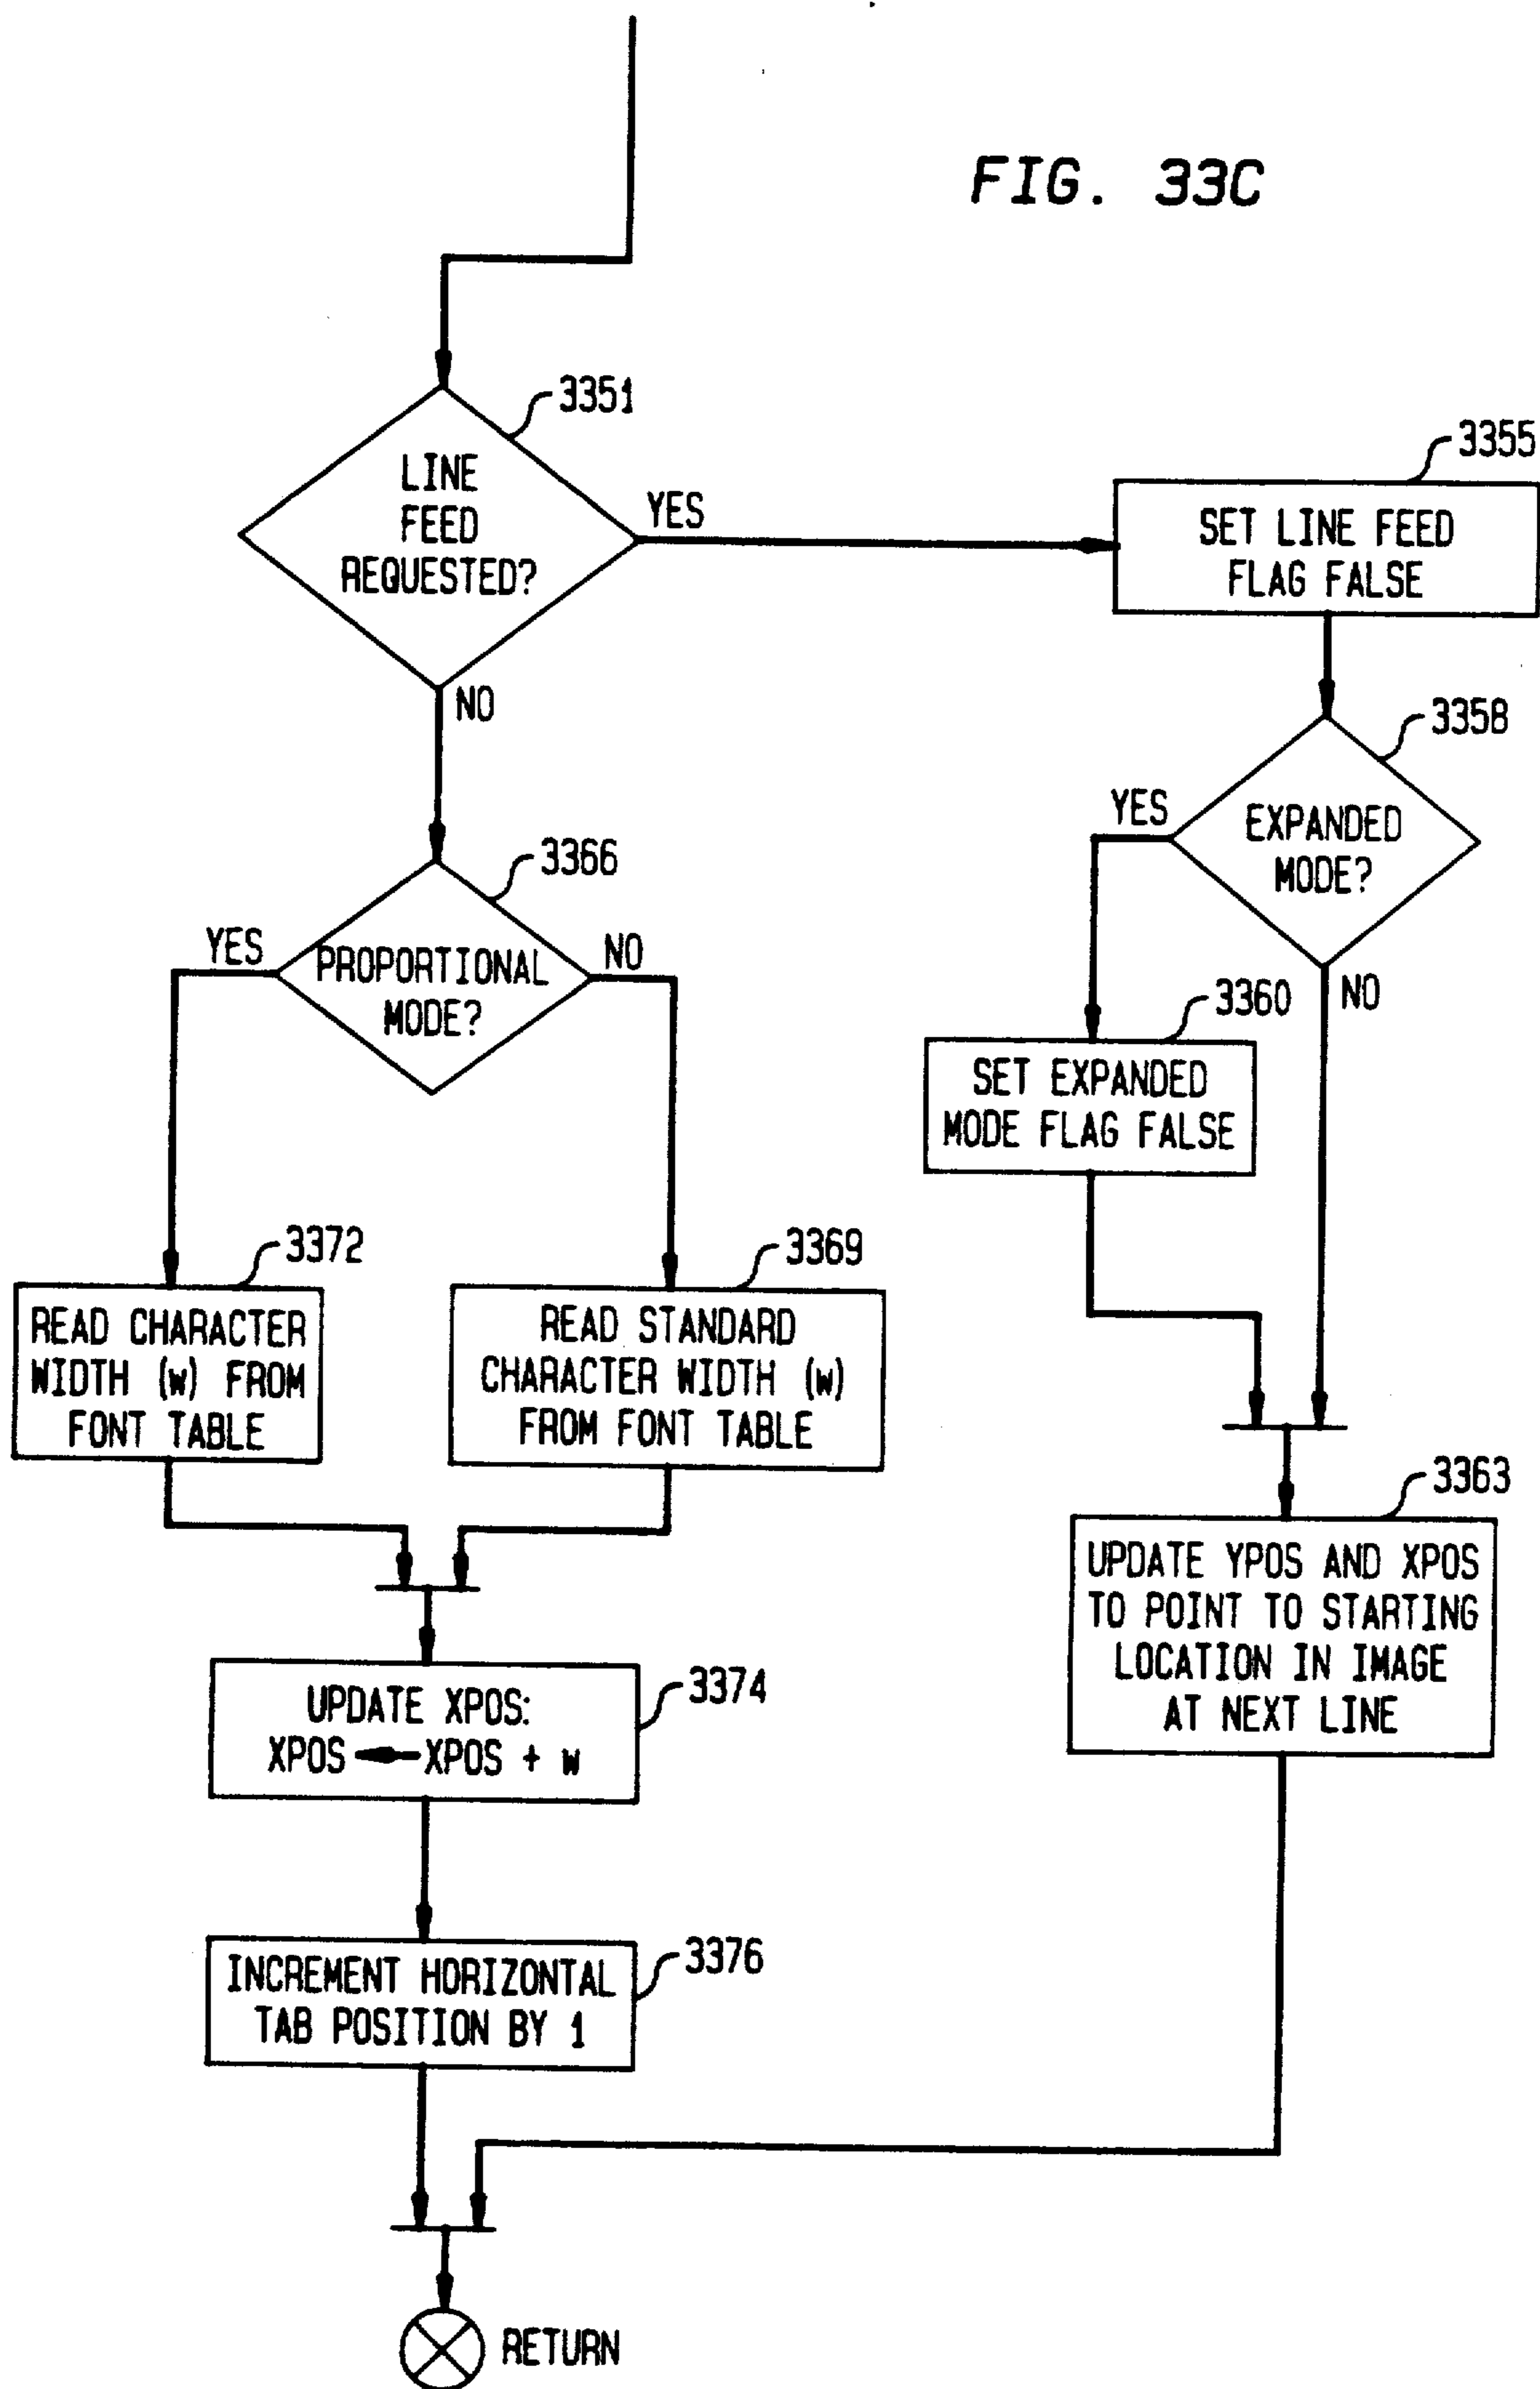 FIG. 33C
3351
LINE
FEED
REQUESTED?
YES
NO
3355
SET LINE FEED
FLAG FALSE
3358
EXPANDED
MODE?
YES
NO
3360
SET EXPANDED
MODE FLAG FALSE
3366
PROPORTIONAL
MODE?
YES
NO
3372
READ CHARACTER
WIDTH (w) FROM
FONT TABLE
3369
READ STANDARD
CHARACTER WIDTH (w)
FROM FONT TABLE
3363
UPDATE YPOS AND XPOS
TO POINT TO STARTING
LOCATION IN IMAGE
AT NEXT LINE
3374
UPDATE XPOS:
XPOS ← XPOS + w
3376
INCREMENT HORIZONTAL
TAB POSITION BY 1
RETURN